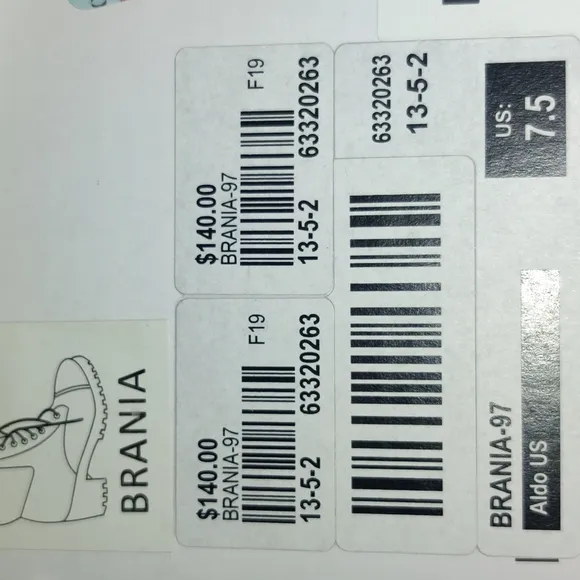 BRANIA
$140.00
BRANIA-97
F19
13-5-2 63320263
$140.00
BRANIA-97
F19
13-5-2 63320263
63320263
13-5-2
BRANIA-97
Aldo US
US:
7.5